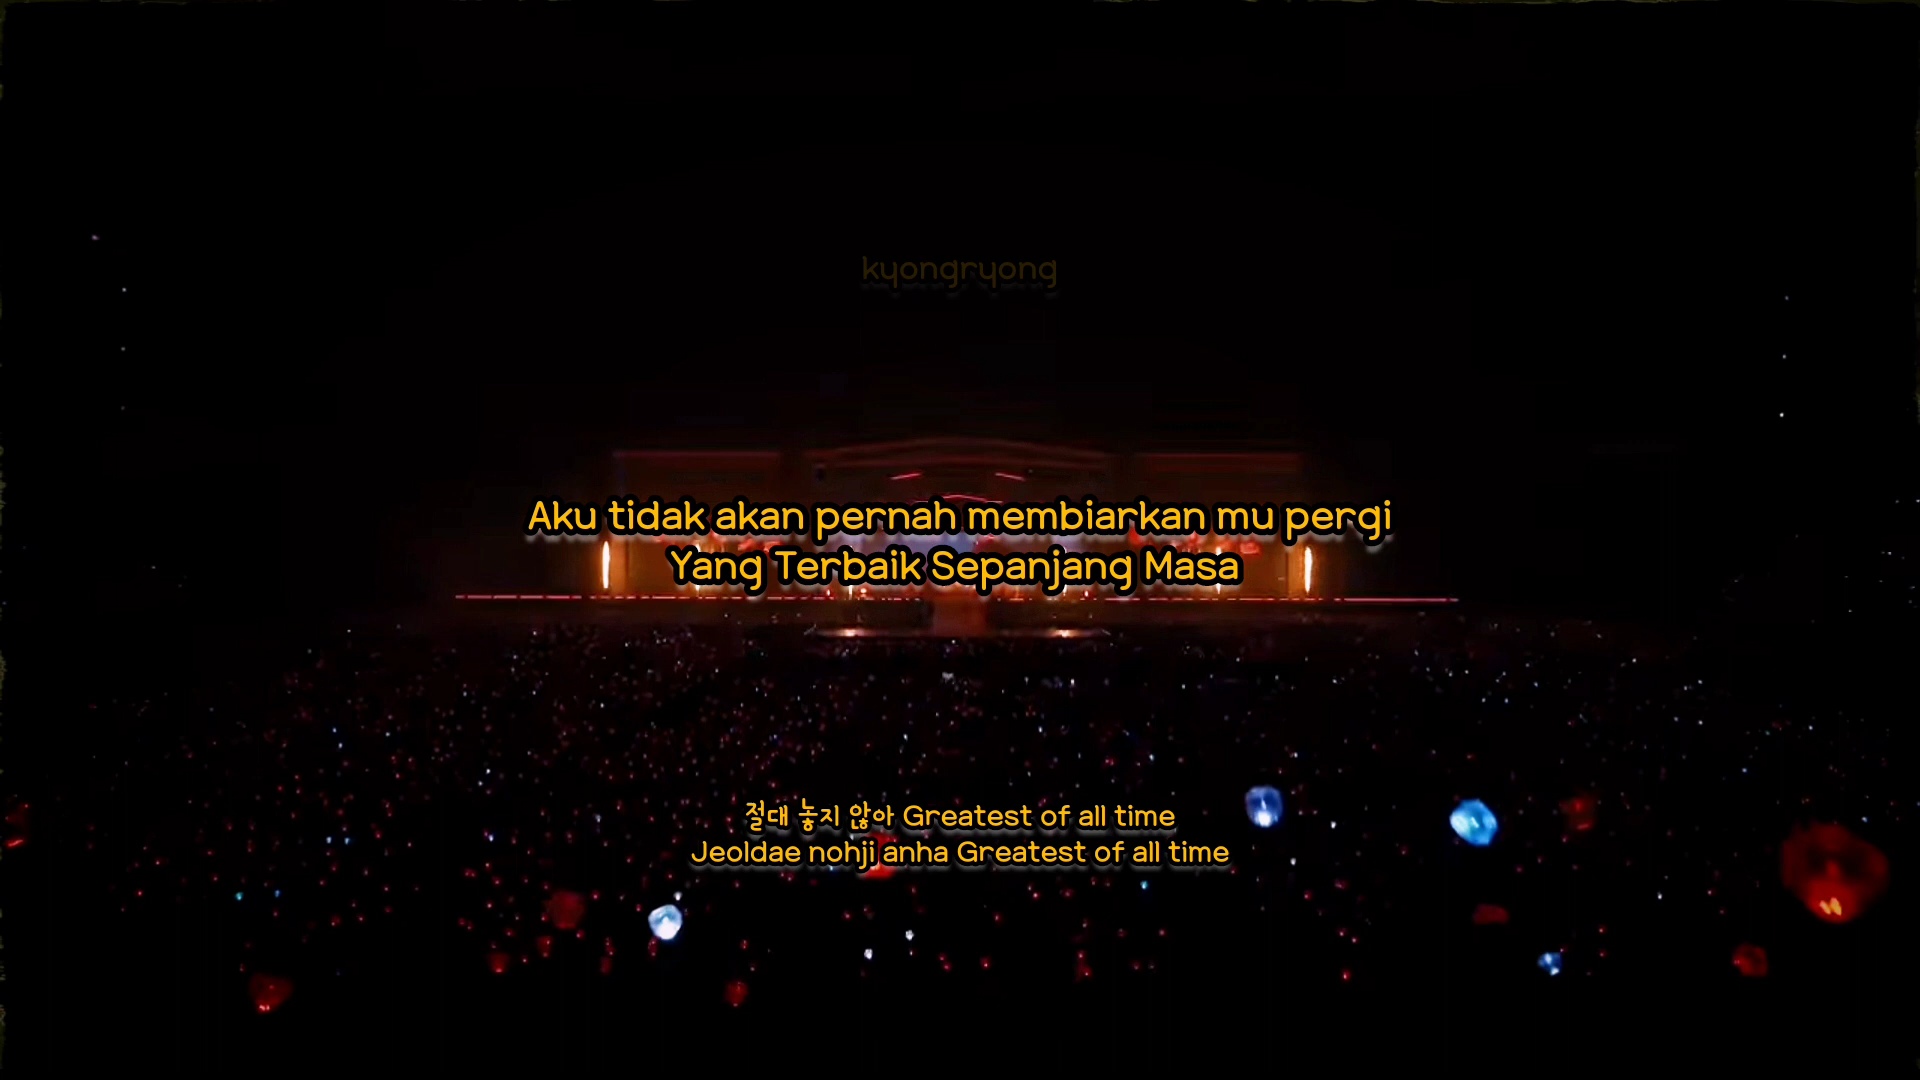 kyongryong
Aku tidak akan pernah membiarkan mu pergi
Yang Terbaik Sepanjang Masa
절대 놓지 않아 Greatest of all time
Jeoldae nohji anha Greatest of all time